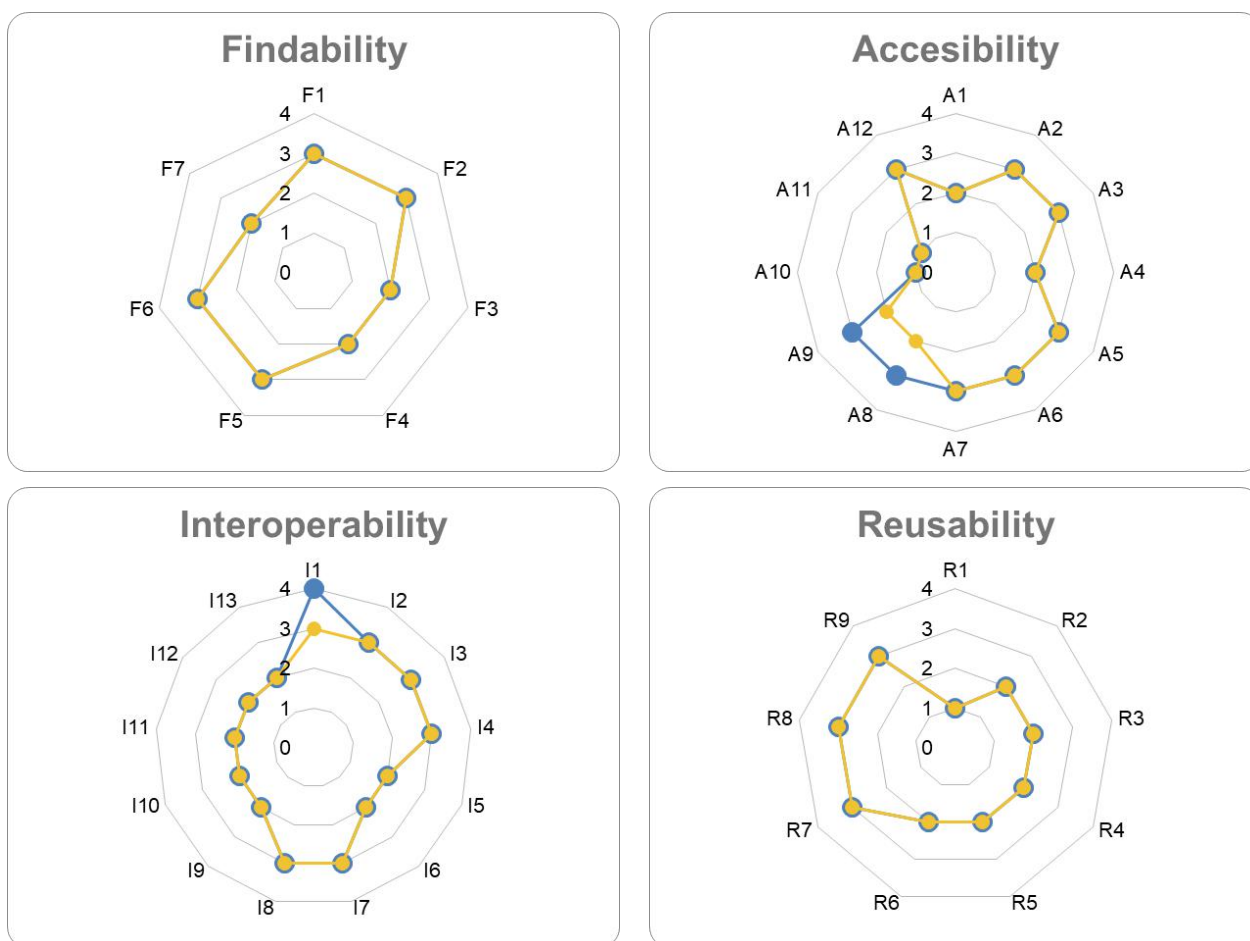 Findability
F1
4
F7
3
F2
2
1
0
F6
F3
F5
F4
Accesibility
A1
4
A12
A2
3
A11
2
A3
1
A10
0
A4
A9
A5
A8
A6
A7
Interoperability
I1
4
I13
I2
3
I12
I3
2
I11
1
I4
0
I10
I5
I9
I6
I8
I7
Reusability
R1
4
R9
R2
3
2
R8
1
R3
0
R7
R4
R6
R5